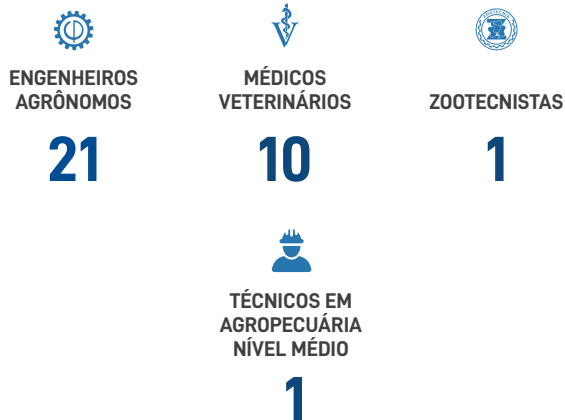 ENGENHEIROS
AGRÔNOMOS
21
MÉDICOS
VETERINÁRIOS
10
ZOOTECNISTAS
1
TÉCNICOS EM
AGROPECUÁRIA
NÍVEL MÉDIO
1